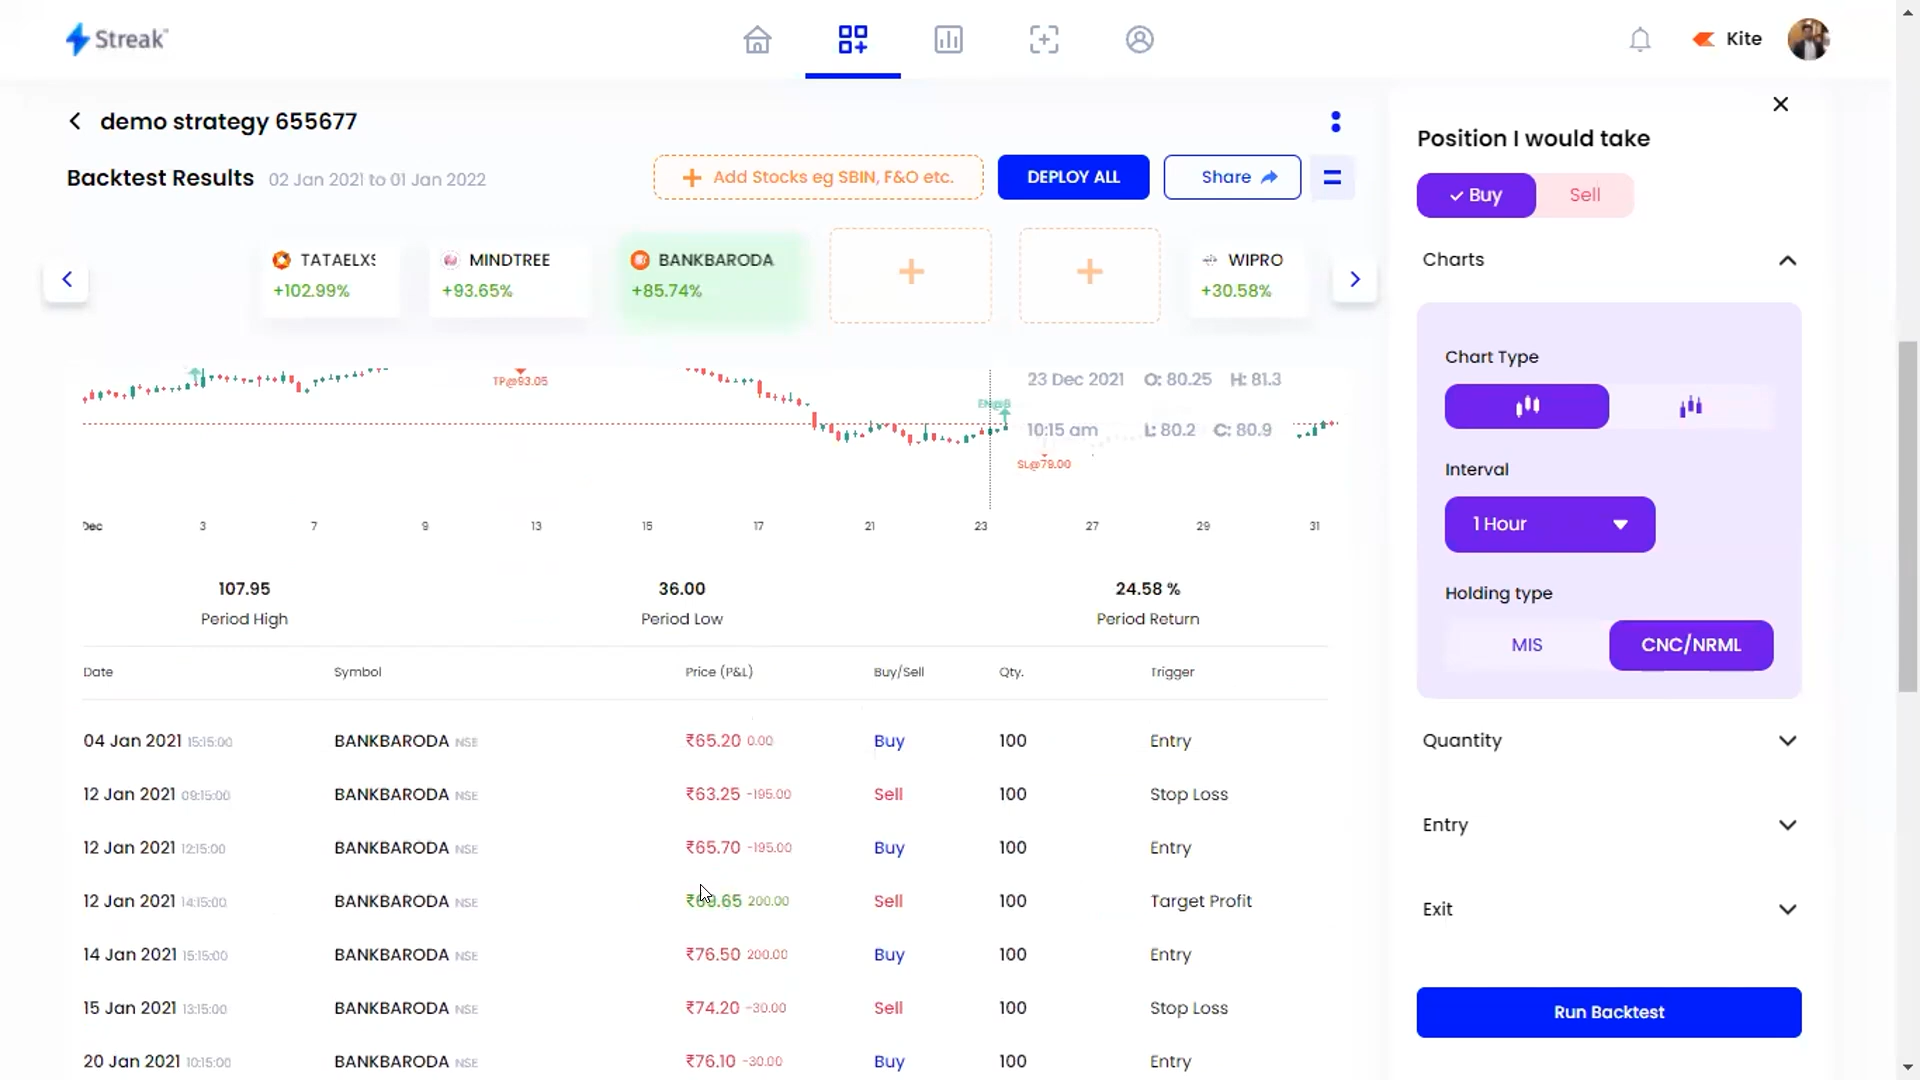 Streak
Kite
demo strategy 655677
Backtest Results 02 Jan 2021 to 01 Jan 2022
Add Stocks eg SBIN, F&O etc.
DEPLOY ALL
Share
TATAELXS
+102.99%
MINDTREE
+93.65%
BANKBARODA
+85.74%
WIPRO
+30.58%
TP@93.05
23 Dec 2021 O: 80.25 H: 81.3
10:15 am L: 80.2 C: 80.9
SL@79.00
Dec 3 7 9 13 15 17 21 23 27 29 31
107.95 36.00 24.58 %
Period High Period Low Period Return
Date Symbol Price (P&L) Buy/Sell Qty. Trigger
04 Jan 2021 15:15:00 BANKBARODA NSE ₹65.20 0.00 Buy 100 Entry
12 Jan 2021 09:15:00 BANKBARODA NSE ₹63.25 -195.00 Sell 100 Stop Loss
12 Jan 2021 12:15:00 BANKBARODA NSE ₹65.70 -195.00 Buy 100 Entry
12 Jan 2021 14:15:00 BANKBARODA NSE 200.00 Sell 100 Target Profit
14 Jan 2021 15:15:00 BANKBARODA NSE ₹76.50 200.00 Buy 100 Entry
15 Jan 2021 13:15:00 BANKBARODA NSE ₹74.20 -30.00 Sell 100 Stop Loss
20 Jan 2021 10:15:00 BANKBARODA NSE ₹76.10 -30.00 Buy 100 Entry
Position I would take
Buy Sell
Charts
Chart Type
Interval
1 Hour
Holding type
MIS CNC/NRML
Quantity
Entry
Exit
Run Backtest